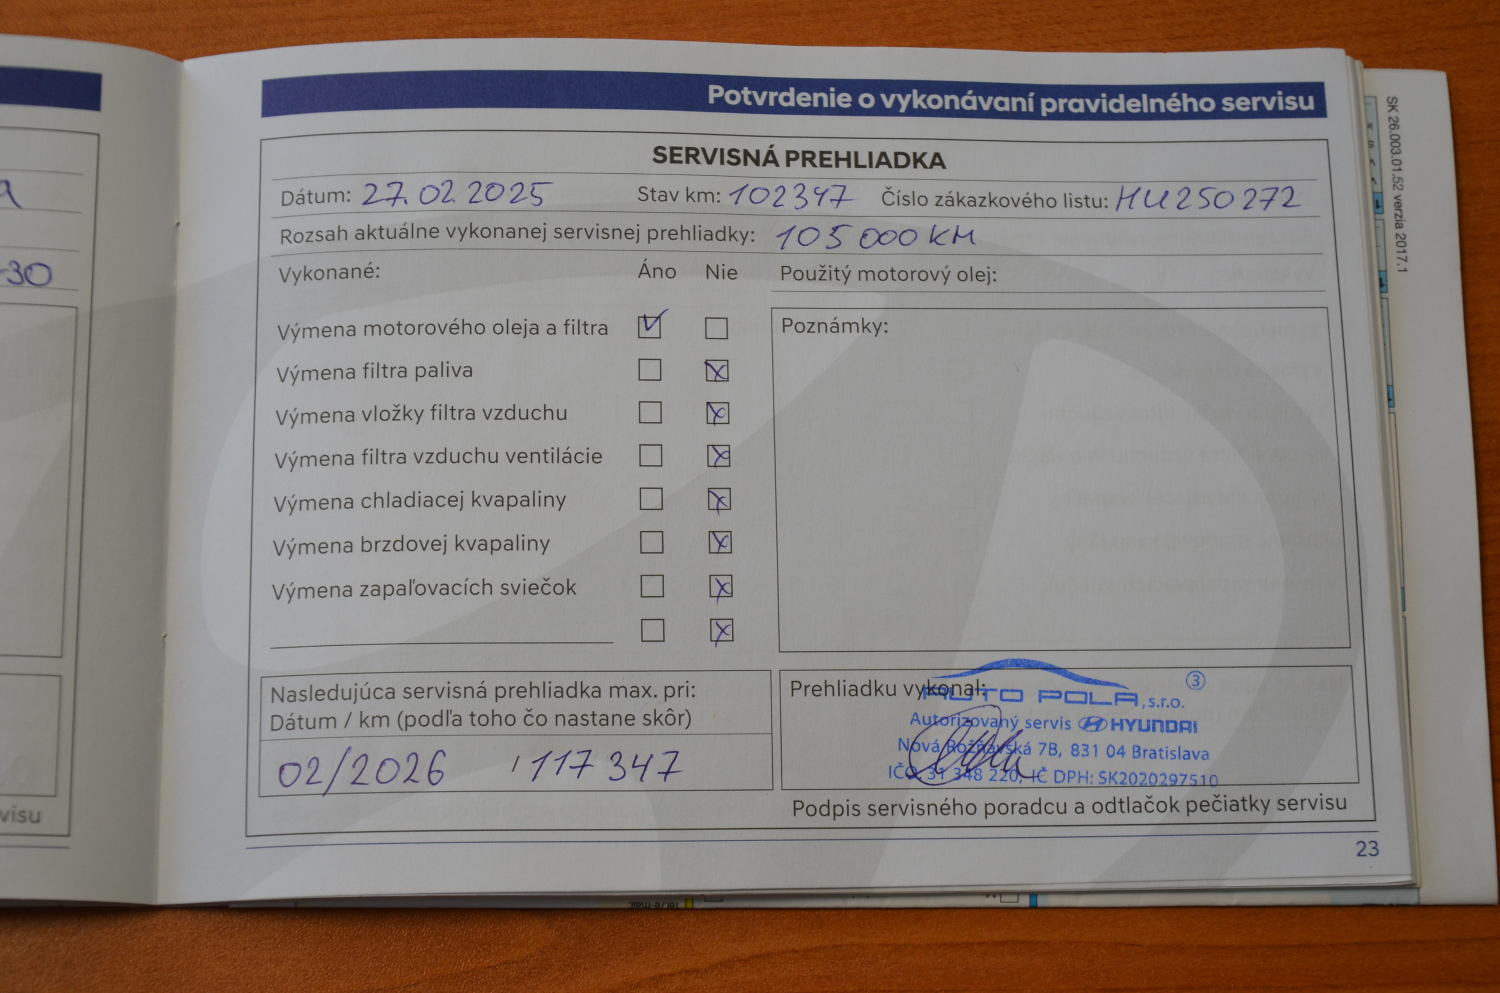 Potvrdenie o vykonávaní pravidelného servisu
SERVISNÁ PREHLIADKA
Dátum: 27.02.2025 Stav km: 102347 Číslo zákazkového listu: HU250272
Rozsah aktuálne vykonanej servisnej prehliadky: 105 000 KM
Vykonané: Áno Nie Použitý motorový olej:
Výmena motorového oleja a filtra
Poznámky:
Výmena filtra paliva
Výmena vložky filtra vzduchu
Výmena filtra vzduchu ventilácie
Výmena chladiacej kvapaliny
Výmena brzdovej kvapaliny
Výmena zapaľovacích sviečok
Nasledujúca servisná prehliadka max. pri:
Dátum / km (podľa toho čo nastane skôr)
02/2026 / 117 347
Prehliadku vykonal:
3
AUTO POLA, s.r.o.
Autorizovaný servis HYUNDAI
Nová Rožňavská 7B, 831 04 Bratislava
IČO: 31 348 220, IČ DPH: SK2020297510
Podpis servisného poradcu a odtlačok pečiatky servisu
23
SK 26.003.01.52 verzia 2017.1
-30
visu